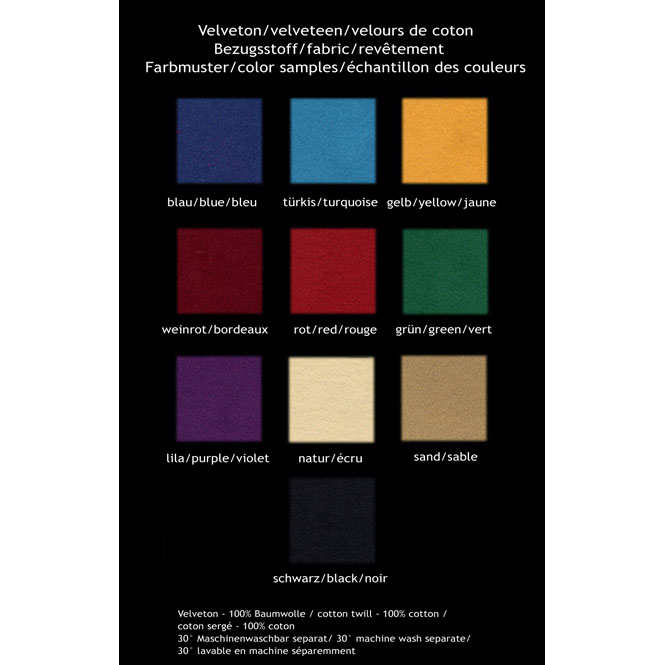 Velveton/velveteen/velours de coton
Bezugsstoff/fabric/revêtement
Farbmuster/color samples/échantillon des couleurs
blau/blue/bleu
türkis/turquoise
gelb/yellow/jaune
weinrot/bordeaux
rot/red/rouge
grün/green/vert
lila/purple/violet
natur/écru
sand/sable
schwarz/black/noir
Velveton - 100% Baumwolle / cotton twill - 100% cotton /
coton sergé - 100% coton
30° Maschinenwaschbar separat/ 30° machine wash separate/
30° lavable en machine séparemment